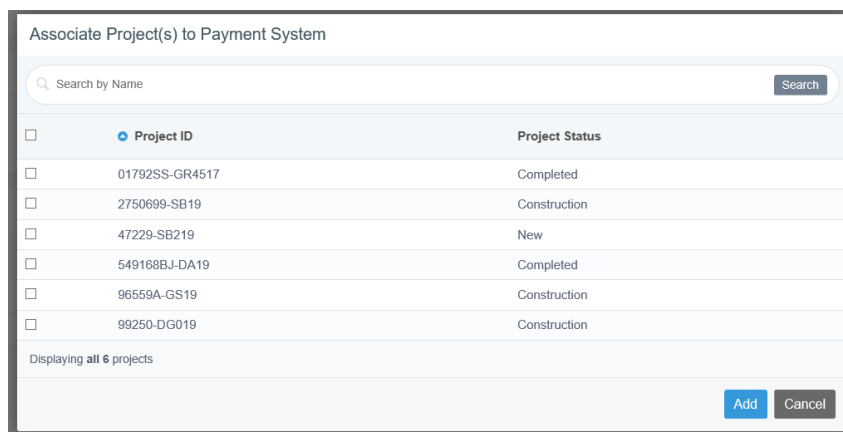 Associate Project(s) to Payment System
Search by Name Search
Project ID Project Status
01792SS-GR4517 Completed
2750699-SB19 Construction
47229-SB219 New
549168BJ-DA19 Completed
96559A-GS19 Construction
99250-DG019 Construction
Displaying all 6 projects
Add Cancel